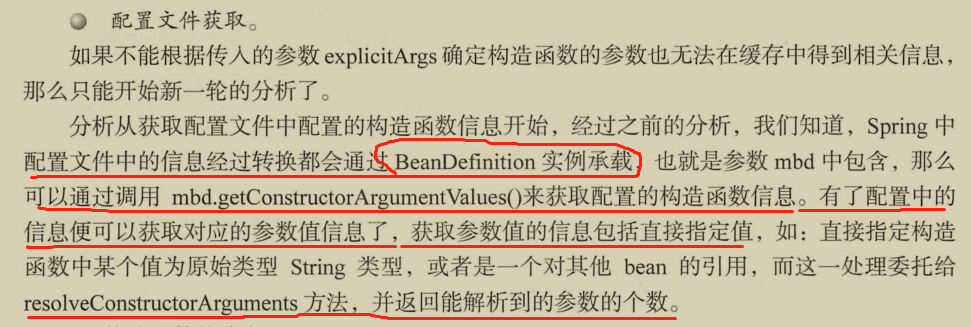 配置文件获取。
如果不能根据传入的参数 explicitArgs 确定构造函数的参数也无法在缓存中得到相关信息，
那么只能开始新一轮的分析了。
分析从获取配置文件中配置的构造函数信息开始，经过之前的分析，我们知道，Spring 中
配置文件中的信息经过转换都会通过 BeanDefinition 实例承载，也就是参数 mbd 中包含，那么
可以通过调用 mbd.getConstructorArgumentValues()来获取配置的构造函数信息。有了配置中的
信息便可以获取对应的参数值信息了，获取参数值的信息包括直接指定值，如：直接指定构造
函数中某个值为原始类型 String 类型，或者是一个对其他 bean 的引用，而这一处理委托给
resolveConstructorArguments 方法，并返回能解析到的参数的个数。